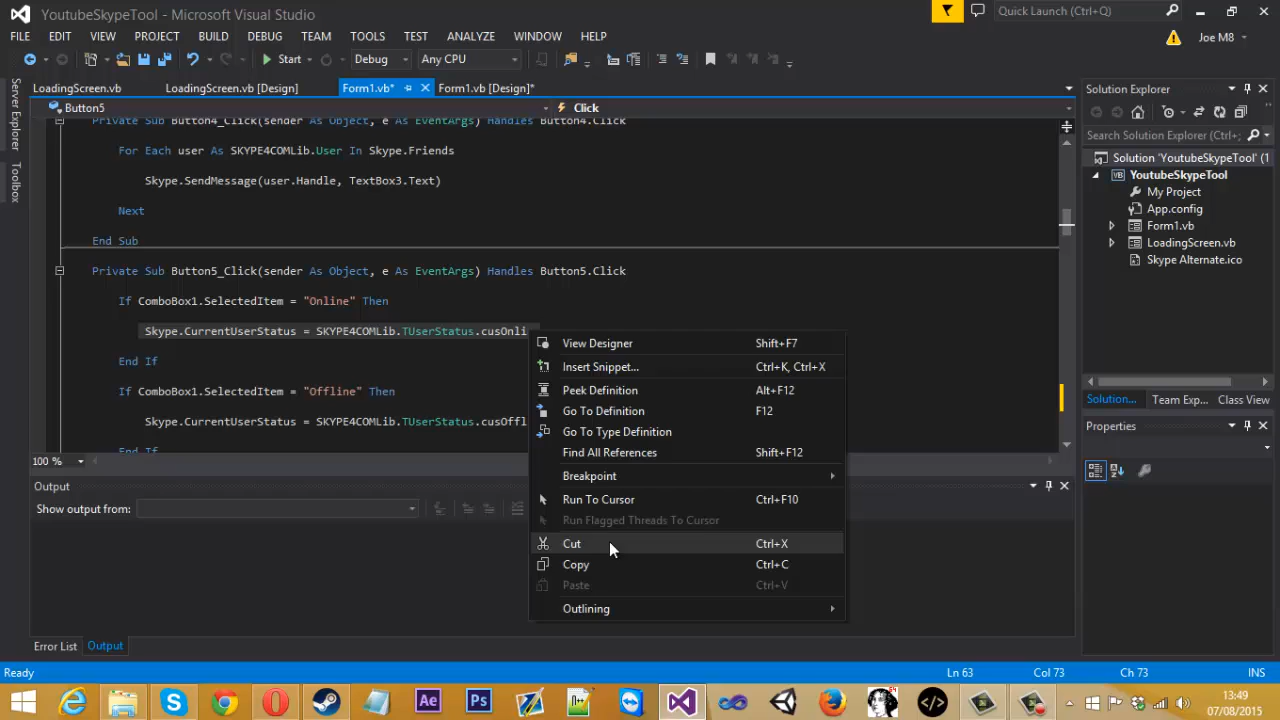 YoutubeSkypeTool - Microsoft Visual Studio
Quick Launch (Ctrl+Q)
FILE EDIT VIEW PROJECT BUILD DEBUG TEAM TOOLS TEST ANALYZE WINDOW HELP
Joe M8
Start Debug Any CPU
LoadingScreen.vb LoadingScreen.vb [Design] Form1.vb* Form1.vb [Design]*
Button5 Click
Private Sub Button4_Click(sender As Object, e As EventArgs) Handles Button4.Click
For Each user As SKYPE4COMLib.User In Skype.Friends
Skype.SendMessage(user.Handle, TextBox3.Text)
Next
End Sub
Private Sub Button5_Click(sender As Object, e As EventArgs) Handles Button5.Click
If ComboBox1.SelectedItem = "Online" Then
Skype.CurrentUserStatus = SKYPE4COMLib.TUserStatus.cusOnli
End If
If ComboBox1.SelectedItem = "Offline" Then
Skype.CurrentUserStatus = SKYPE4COMLib.TUserStatus.cusOffl
End If
100 %
View Designer Shift+F7
Insert Snippet... Ctrl+K, Ctrl+X
Peek Definition Alt+F12
Go To Definition F12
Go To Type Definition
Find All References Shift+F12
Breakpoint
Run To Cursor Ctrl+F10
Run Flagged Threads To Cursor
Cut Ctrl+X
Copy Ctrl+C
Paste Ctrl+V
Outlining
Server Explorer
Toolbox
Solution Explorer
Search Solution Explorer (Ctrl+;
Solution 'YoutubeSkypeTool' (1
YoutubeSkypeTool
My Project
App.config
Form1.vb
LoadingScreen.vb
Skype Alternate.ico
Solution... Team Exp... Class View
Properties
Output
Show output from:
Error List Output
Ready Ln 63 Col 73 Ch 73 INS
Ae Ps
13:49
07/08/2015